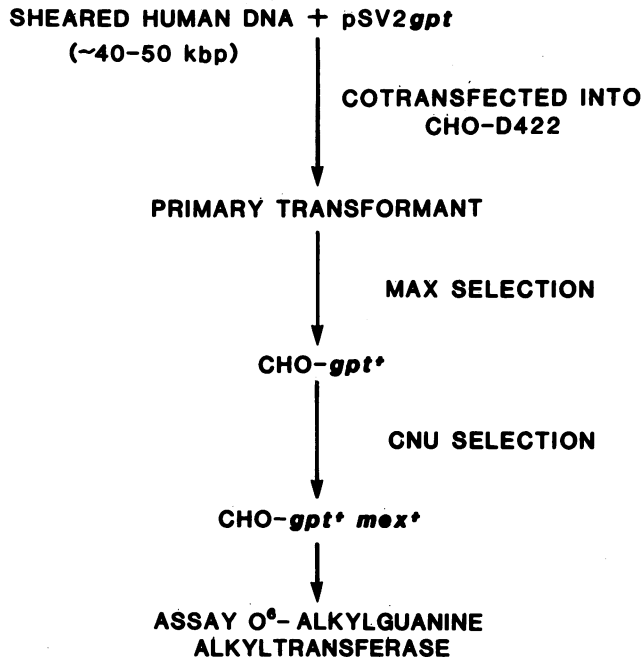 SHEARED HUMAN DNA + pSV2gpt
(~40-50 kbp)
COTRANSFECTED INTO
CHO-D422
PRIMARY TRANSFORMANT
MAX SELECTION
CHO-gpt⁺
CNU SELECTION
CHO-gpt⁺ mex⁺
ASSAY O⁶-ALKYLGUANINE
ALKYLTRANSFERASE